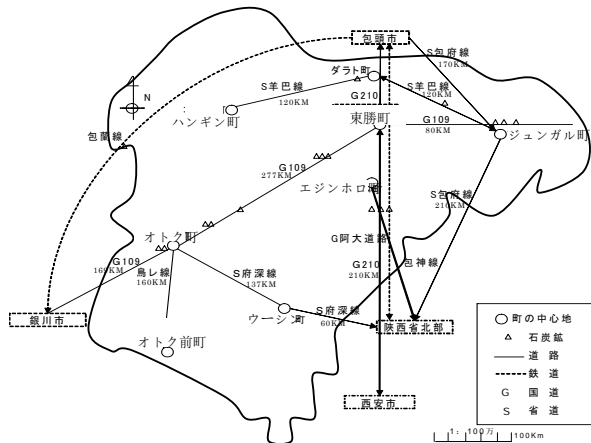 包頭市
S包府線
170KM
ダラト町
S羊巴線
120KM
G210
S羊巴線
120KM
N
ハンギン町
東勝町
G109
80KM
ジュンガル町
包蘭線
G109
277KM
エジンホロ町
S包府線
210KM
オトク町
G阿大道路
G109
169KM
烏レ線
160KM
S府深線
137KM
G210
210KM
包神線
銀川市
ウーシン町
S府深線
60KM
陝西省北部
オトク前町
西安市
町の中心地
石炭鉱
道路
鉄道
G 国道
S 省道
1: 100万
100Km